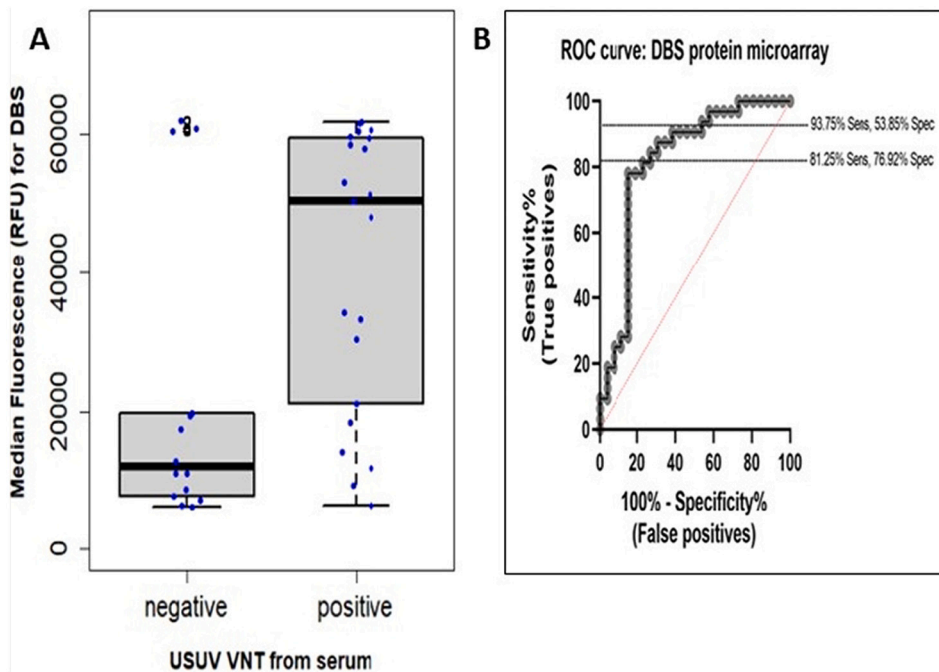 A
Median Fluorescence (RFU) for DBS
60000
40000
20000
0
negative
positive
USUV VNT from serum
B
ROC curve: DBS protein microarray
Sensitivity%
(True positives)
100
80
60
40
20
0
93.75% Sens, 53.85% Spec
81.25% Sens, 76.92% Spec
0 20 40 60 80 100
100% - Specificity%
(False positives)